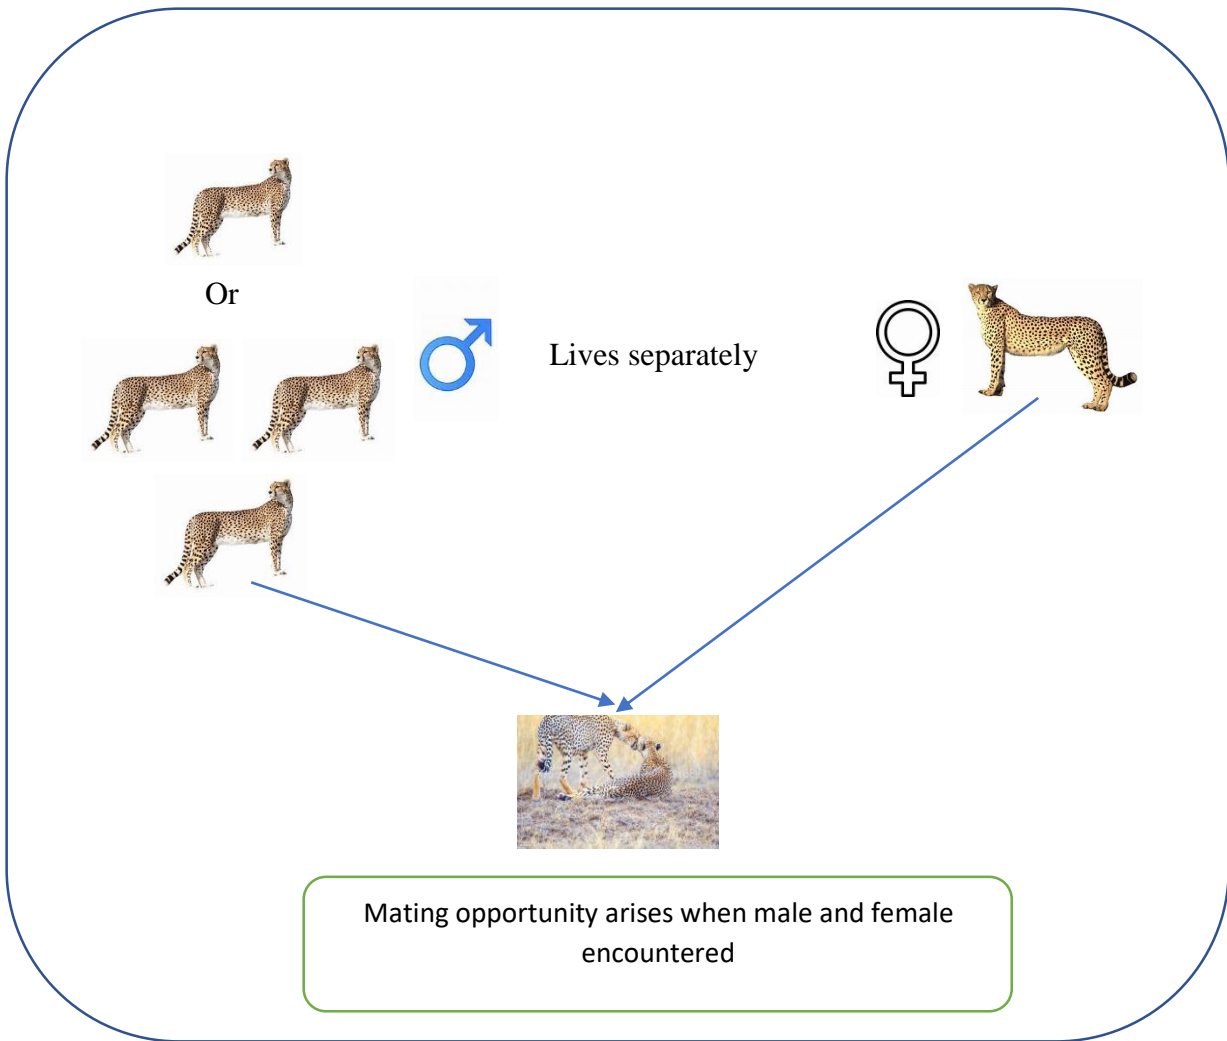 Or
Lives separately
Mating opportunity arises when male and female
encountered